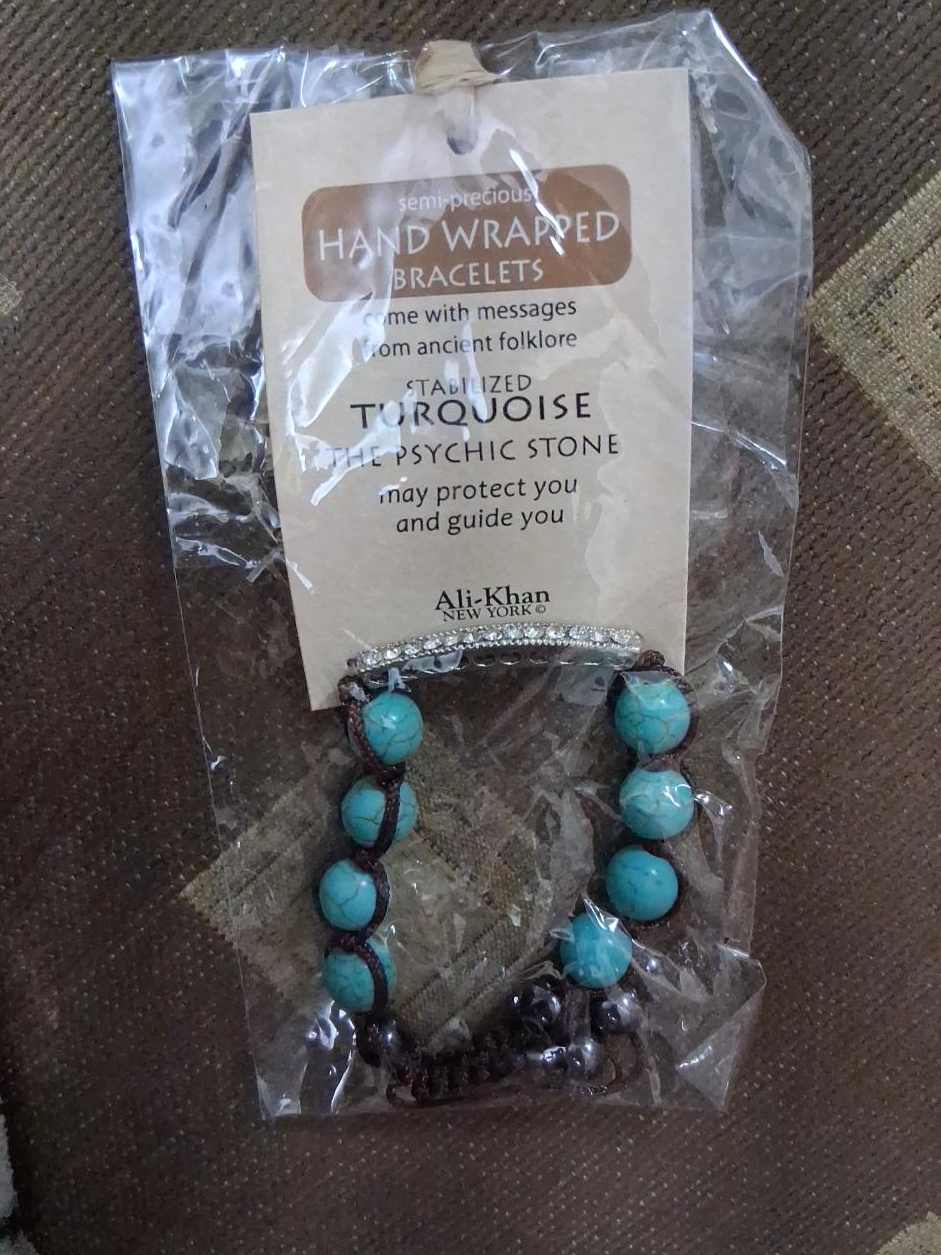 semi-precious
HAND WRAPPED
BRACELETS
come with messages
from ancient folklore
STABILIZED
TURQUOISE
THE PSYCHIC STONE
may protect you
and guide you
Ali-Khan
NEW YORK©